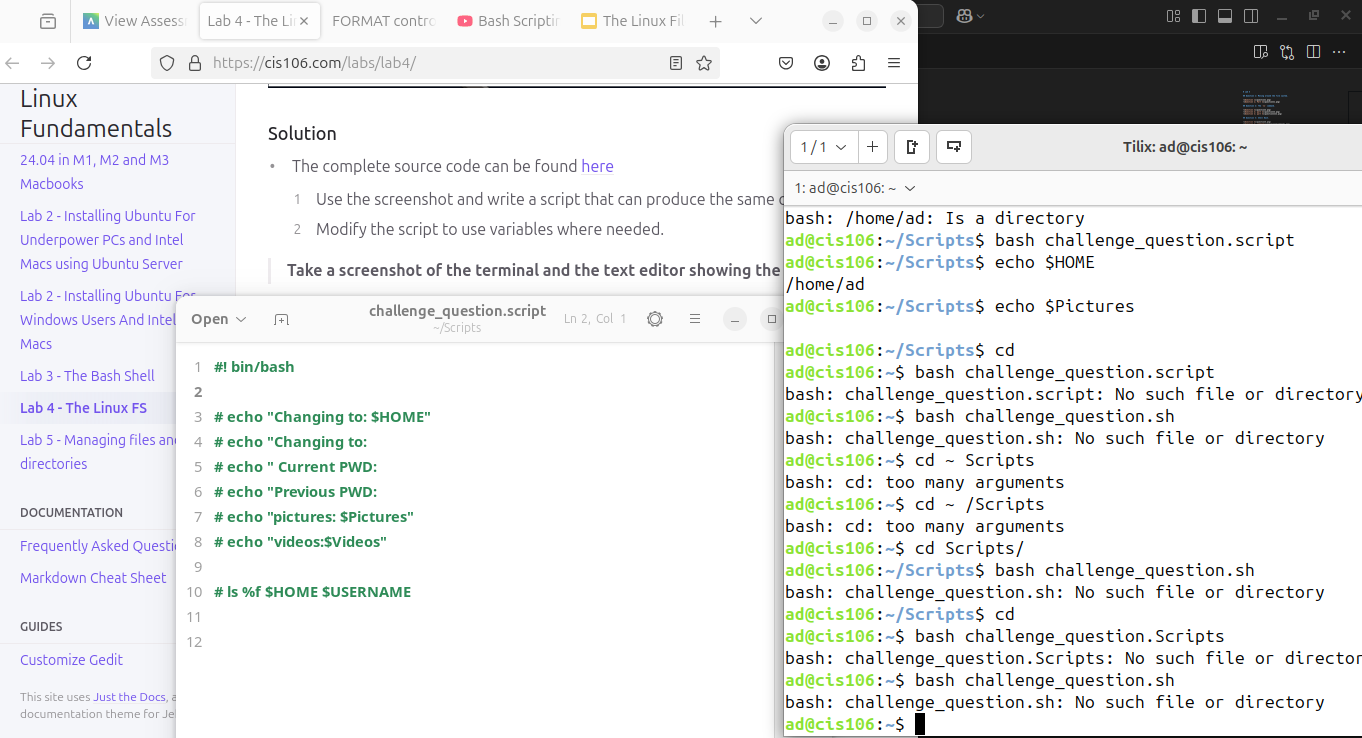 View Assess
Lab 4 - The Li
FORMAT contro
Bash Scriptin
The Linux Fil
https://cis106.com/labs/lab4/
Linux
Fundamentals
24.04 in M1, M2 and M3
Macbooks
Lab 2 - Installing Ubuntu For
Underpower PCs and Intel
Macs using Ubuntu Server
Lab 2 - Installing Ubuntu For
Windows Users And Intel
Macs
Lab 3 - The Bash Shell
Lab 4 - The Linux FS
Lab 5 - Managing files and
directories
DOCUMENTATION
Frequently Asked Questio
Markdown Cheat Sheet
GUIDES
Customize Gedit
This site uses Just the Docs, a
documentation theme for Je
Solution
• The complete source code can be found here
1 Use the screenshot and write a script that can produce the same
2 Modify the script to use variables where needed.
Take a screenshot of the terminal and the text editor showing the
Open
challenge_question.script
~/Scripts
Ln 2, Col 1
1 #! bin/bash
2
3 # echo "Changing to: $HOME"
4 # echo "Changing to:
5 # echo " Current PWD:
6 # echo "Previous PWD:
7 # echo "pictures: $Pictures"
8 # echo "videos:$Videos"
9
10 # ls %f $HOME $USERNAME
11
12
1 / 1
Tilix: ad@cis106: ~
1: ad@cis106: ~
bash: /home/ad: Is a directory
ad@cis106:~/Scripts$ bash challenge_question.script
ad@cis106:~/Scripts$ echo $HOME
/home/ad
ad@cis106:~/Scripts$ echo $Pictures
ad@cis106:~/Scripts$ cd
ad@cis106:~$ bash challenge_question.script
bash: challenge_question.script: No such file or directory
ad@cis106:~$ bash challenge_question.sh
bash: challenge_question.sh: No such file or directory
ad@cis106:~$ cd ~ Scripts
bash: cd: too many arguments
ad@cis106:~$ cd ~ /Scripts
bash: cd: too many arguments
ad@cis106:~$ cd Scripts/
ad@cis106:~/Scripts$ bash challenge_question.sh
bash: challenge_question.sh: No such file or directory
ad@cis106:~/Scripts$ cd
ad@cis106:~$ bash challenge_question.Scripts
bash: challenge_question.Scripts: No such file or director
ad@cis106:~$ bash challenge_question.sh
bash: challenge_question.sh: No such file or directory
ad@cis106:~$